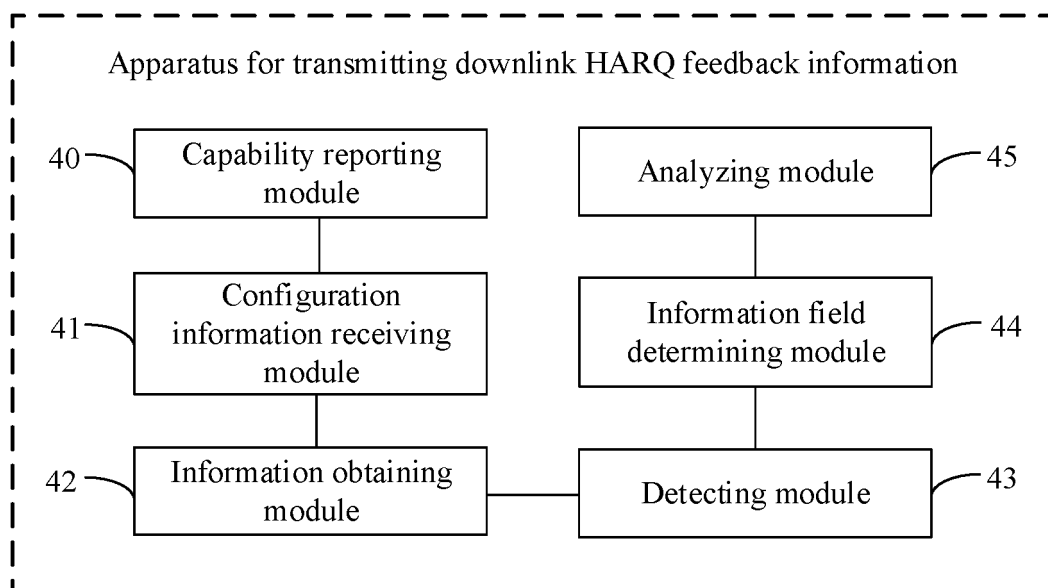 Apparatus for transmitting downlink HARQ feedback information
40
Capability reporting
module
41
Configuration
information receiving
module
42
Information obtaining
module
45
Analyzing module
44
Information field
determining module
43
Detecting module